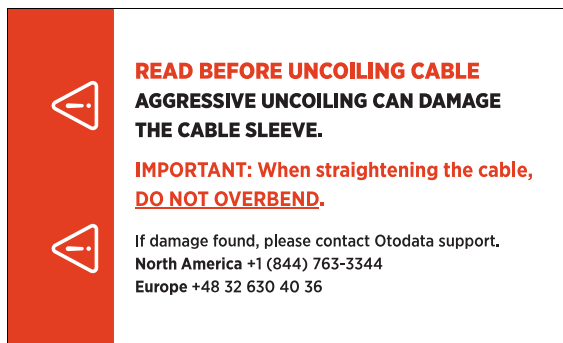 READ BEFORE UNCOILING CABLE
AGGRESSIVE UNCOILING CAN DAMAGE
THE CABLE SLEEVE.
IMPORTANT: When straightening the cable,
DO NOT OVERBEND.
If damage found, please contact Otodata support.
North America +1 (844) 763-3344
Europe +48 32 630 40 36